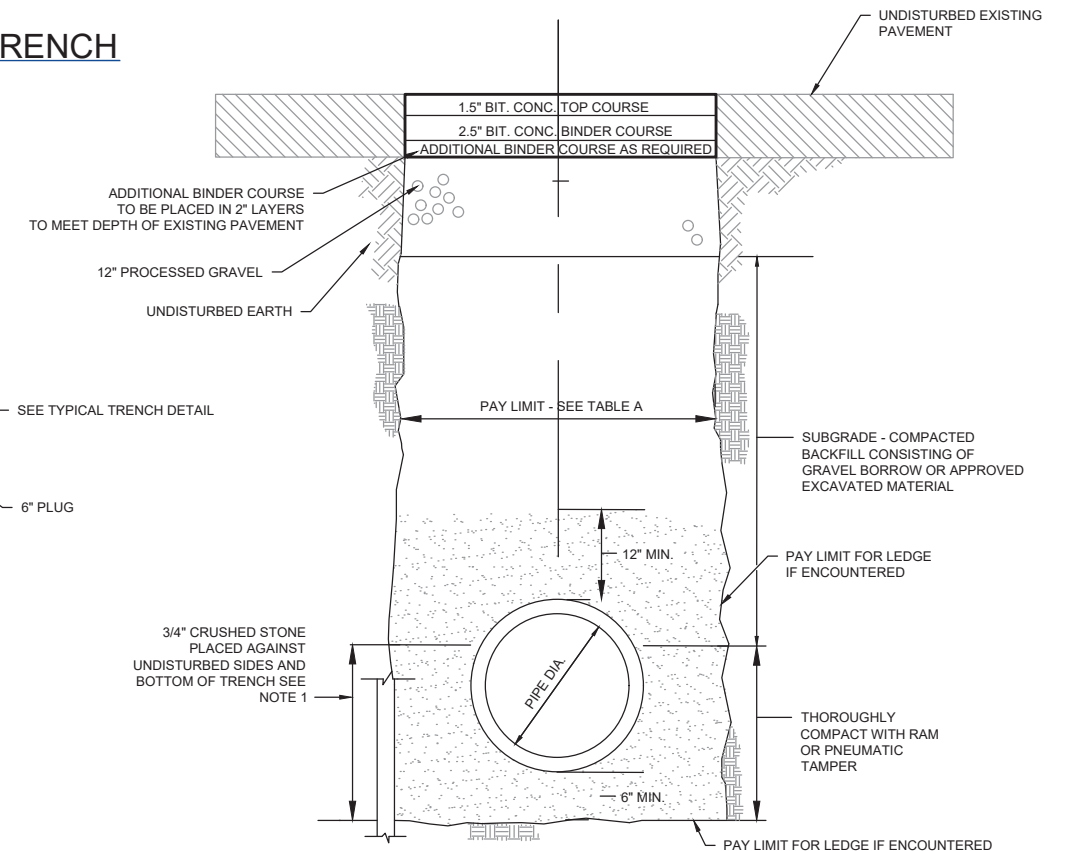 RENCH
UNDISTURBED EXISTING
PAVEMENT
1.5" BIT. CONC. TOP COURSE
2.5" BIT. CONC. BINDER COURSE
ADDITIONAL BINDER COURSE AS REQUIRED
ADDITIONAL BINDER COURSE
TO BE PLACED IN 2" LAYERS
TO MEET DEPTH OF EXISTING PAVEMENT
12" PROCESSED GRAVEL
UNDISTURBED EARTH
SEE TYPICAL TRENCH DETAIL
PAY LIMIT - SEE TABLE A
SUBGRADE - COMPACTED
BACKFILL CONSISTING OF
GRAVEL BORROW OR APPROVED
EXCAVATED MATERIAL
6" PLUG
12" MIN.
PAY LIMIT FOR LEDGE
IF ENCOUNTERED
3/4" CRUSHED STONE
PLACED AGAINST
UNDISTURBED SIDES AND
BOTTOM OF TRENCH SEE
NOTE 1
PIPE DIA.
THOROUGHLY
COMPACT WITH RAM
OR PNEUMATIC
TAMPER
6" MIN.
PAY LIMIT FOR LEDGE IF ENCOUNTERED